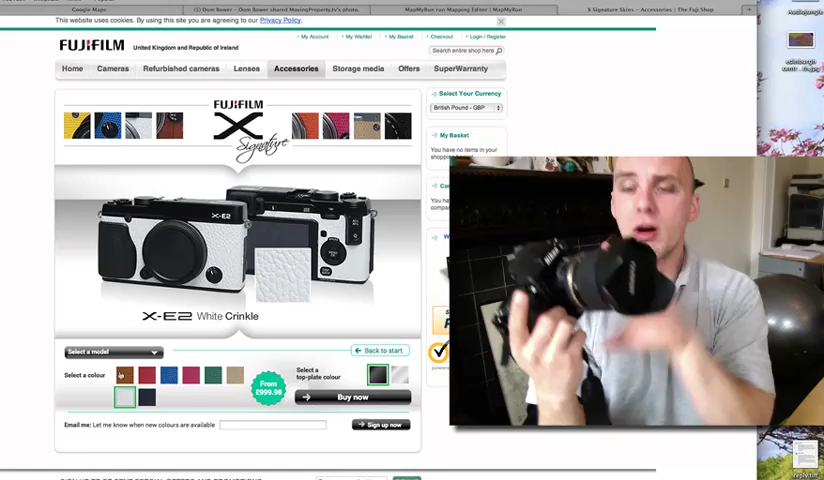 Google Maps
(1) Dom Bower - Dom Bower shared MovingProperty.tv's photo.
MapMyRun Mapping Editor | MapMyRun
X Signature Skins – Accessories | The Fuji Shop
This website uses cookies. By using this site you are agreeing to our Privacy Policy.
My Account
My Wishlist
My Basket
Checkout
Login / Register
FUJIFILM United Kingdom and Republic of Ireland
Search entire shop here
Home Cameras Refurbished cameras Lenses Accessories Storage media Offers SuperWarranty
FUJIFILM
X
Signature
Select Your Currency
British Pound - GBP
My Basket
You have no items in your
shopping
X-E2
X-E2 White Crinkle
Select a model
Back to start
Select a colour
From
£999.98
Select a
top-plate colour
Buy now
Email me: Let me know when new colours are available
Sign up now